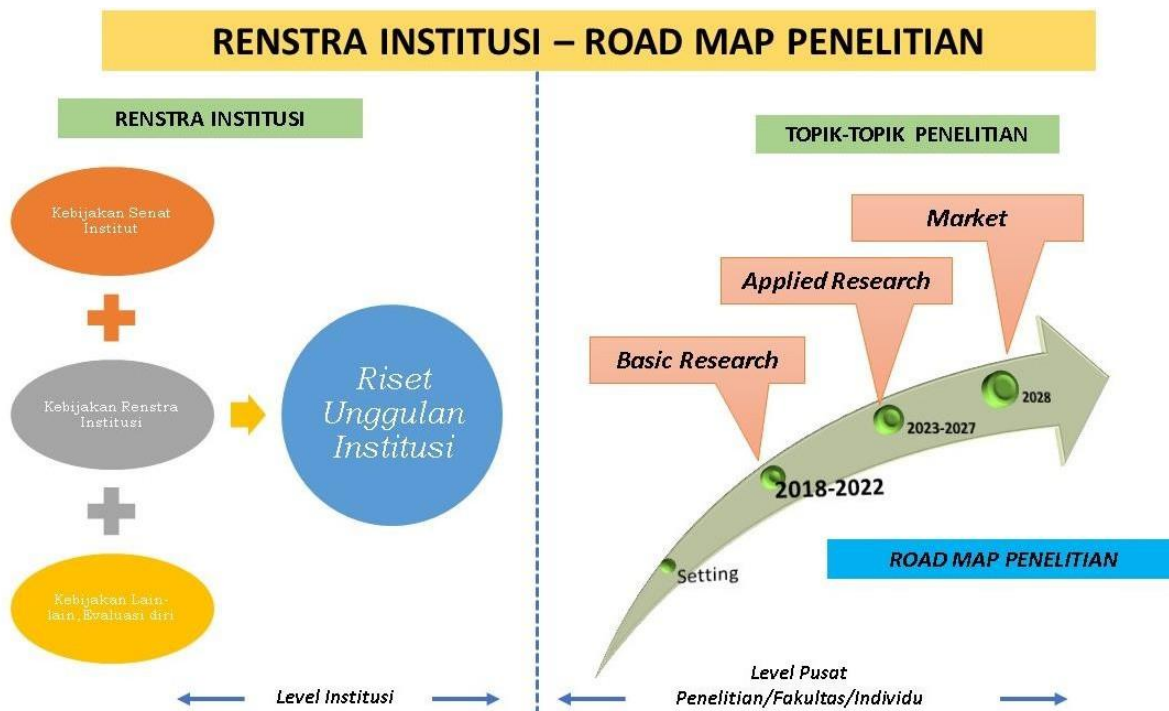 RENSTRA INSTITUSI – ROAD MAP PENELITIAN
RENSTRA INSTITUSI
Kebijakan Senat
Institut
Kebijakan Renstra
Institusi
Kebijakan Lain-
lain,Evaluasi diri
Riset
Unggulan
Institusi
Level Institusi
TOPIK-TOPIK PENELITIAN
Market
Applied Research
Basic Research
2028
2023-2027
2018-2022
Setting
ROAD MAP PENELITIAN
Level Pusat
Penelitian/Fakultas/Individu